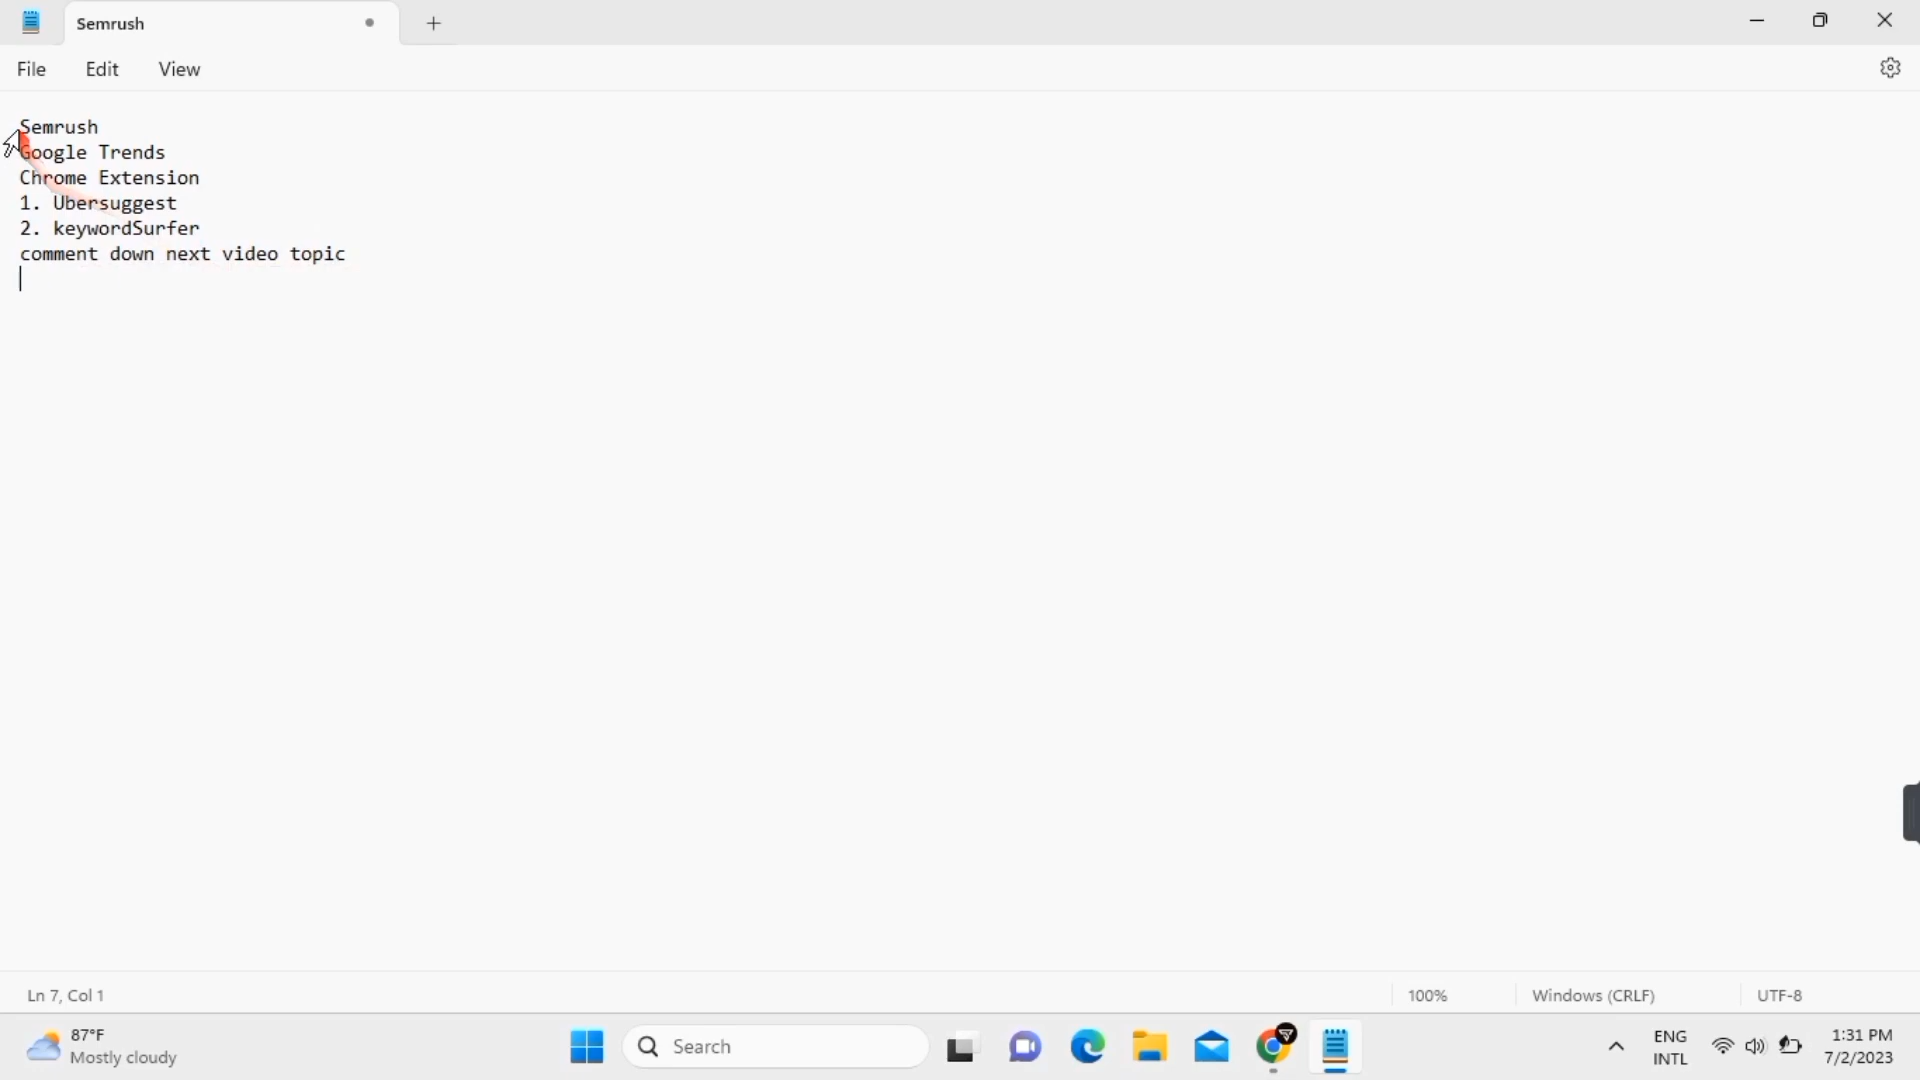 Semrush
File Edit View
Semrush
Google Trends
Chrome Extension
1. Ubersuggest
2. keywordSurfer
comment down next video topic
Ln 7, Col 1
100%
Windows (CRLF)
UTF-8
87°F
Mostly cloudy
Search
ENG
INTL
1:31 PM
7/2/2023